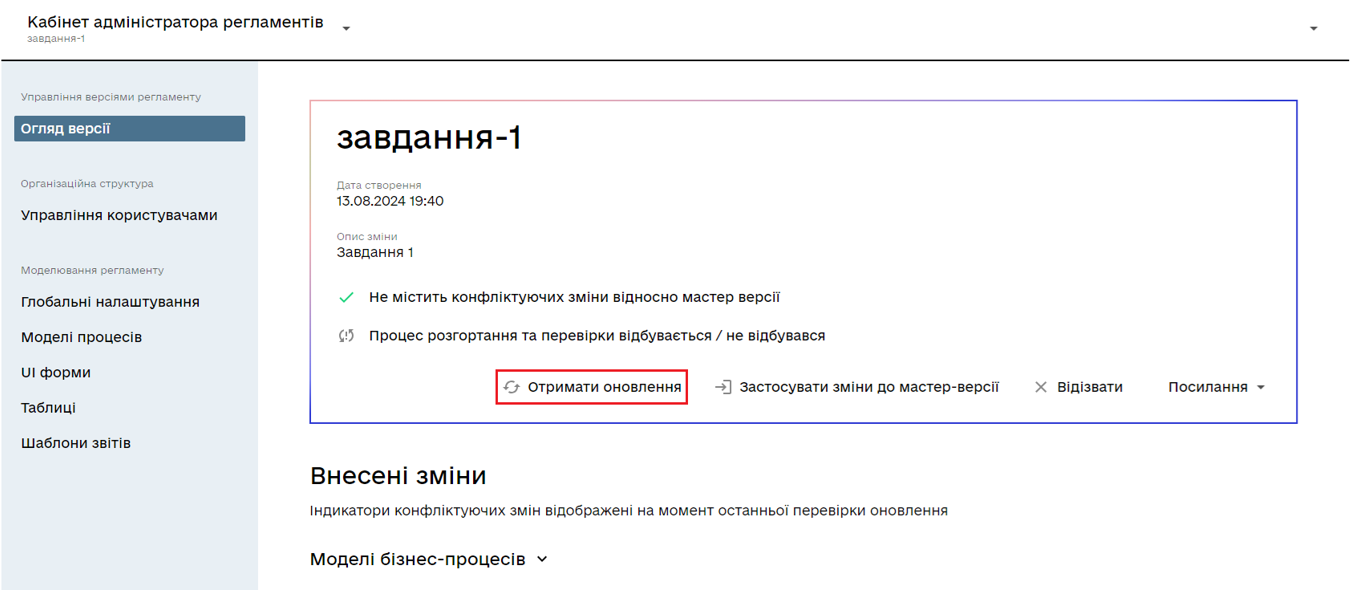 Кабінет адміністратора регламентів
завдання-1
Управління версіями регламенту
Огляд версії
Організаційна структура
Управління користувачами
Моделювання регламенту
Глобальні налаштування
Моделі процесів
UI форми
Таблиці
Шаблони звітів
завдання-1
Дата створення
13.08.2024 19:40
Опис зміни
Завдання 1
Не містить конфліктуючих зміни відносно мастер версії
Процес розгортання та перевірки відбувається / не відбувався
Отримати оновлення Застосувати зміни до мастер-версії Відізвати Посилання
Внесені зміни
Індикатори конфліктуючих змін відображені на момент останньої перевірки оновлення
Моделі бізнес-процесів